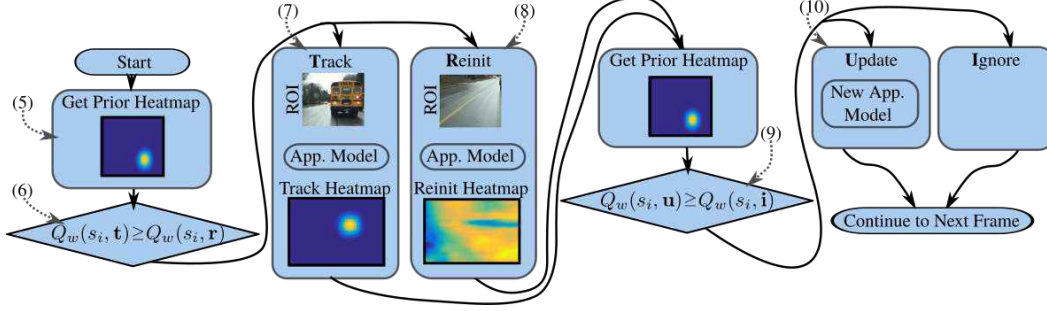 (5)
(6)
Start
Get Prior Heatmap
Q_w(s_i, t) ≥ Q_w(s_i, r)
(7)
Track
ROI
App. Model
Track Heatmap
(8)
Reinit
ROI
App. Model
Reinit Heatmap
Get Prior Heatmap
(9)
Q_w(s_i, u) ≥ Q_w(s_i, i)
(10)
Update
New App.
Model
Ignore
Continue to Next Frame